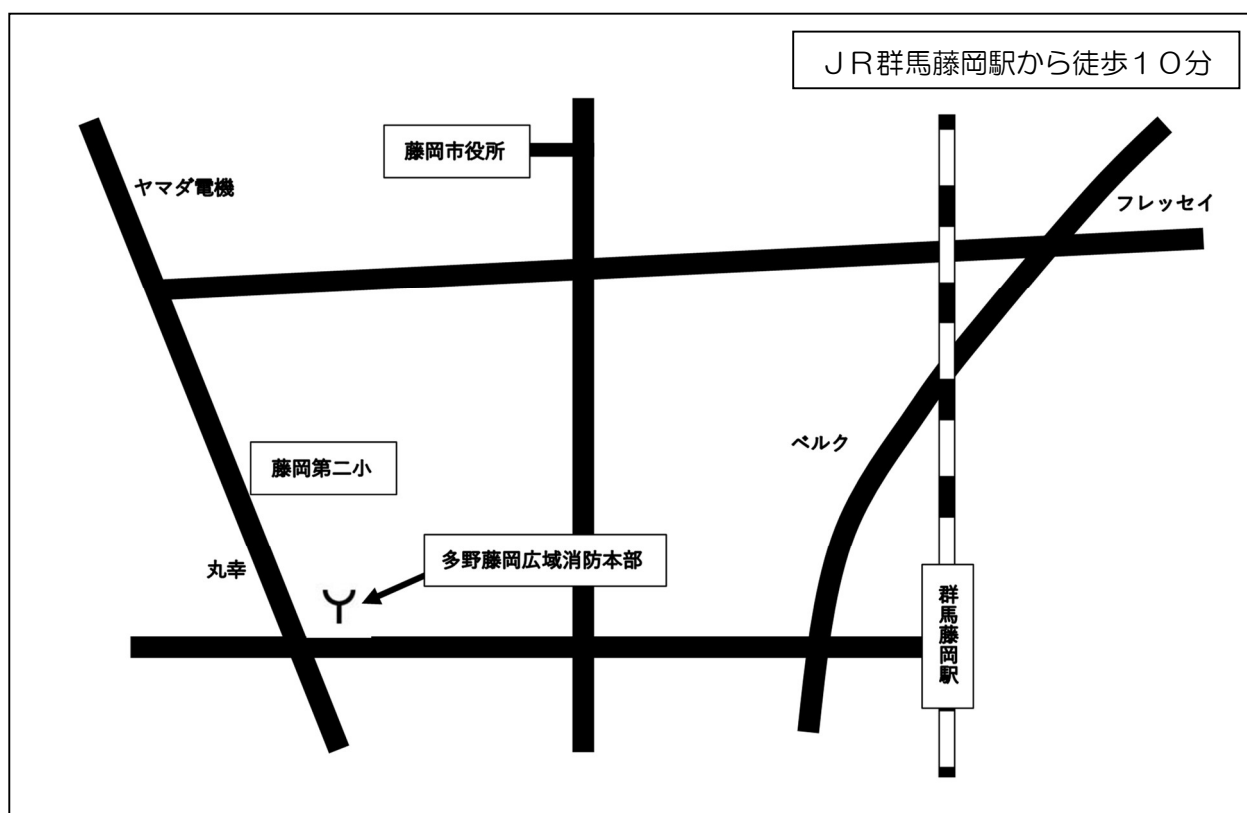 ＪＲ群馬藤岡駅から徒歩１０分
藤岡市役所
ヤマダ電機
フレッセイ
ベルク
藤岡第二小
多野藤岡広域消防本部
丸幸
群馬藤岡駅